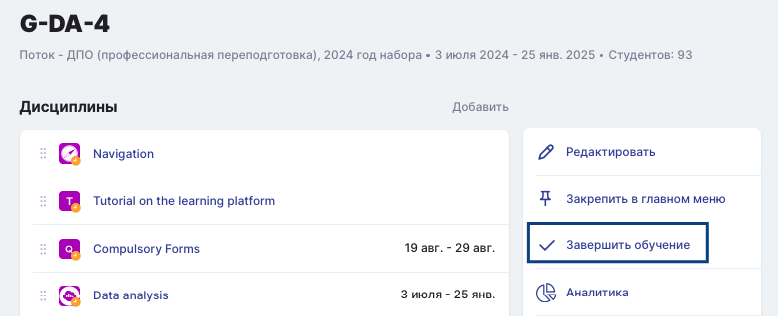 G-DA-4
Поток - ДПО (профессиональная переподготовка), 2024 год набора • 3 июля 2024 - 25 янв. 2025 • Студентов: 93
Дисциплины
Добавить
Navigation
T Tutorial on the learning platform
Q Compulsory Forms 19 авг. - 29 авг.
Data analysis 3 июля - 25 янв.
Редактировать
Закрепить в главном меню
Завершить обучение
Аналитика